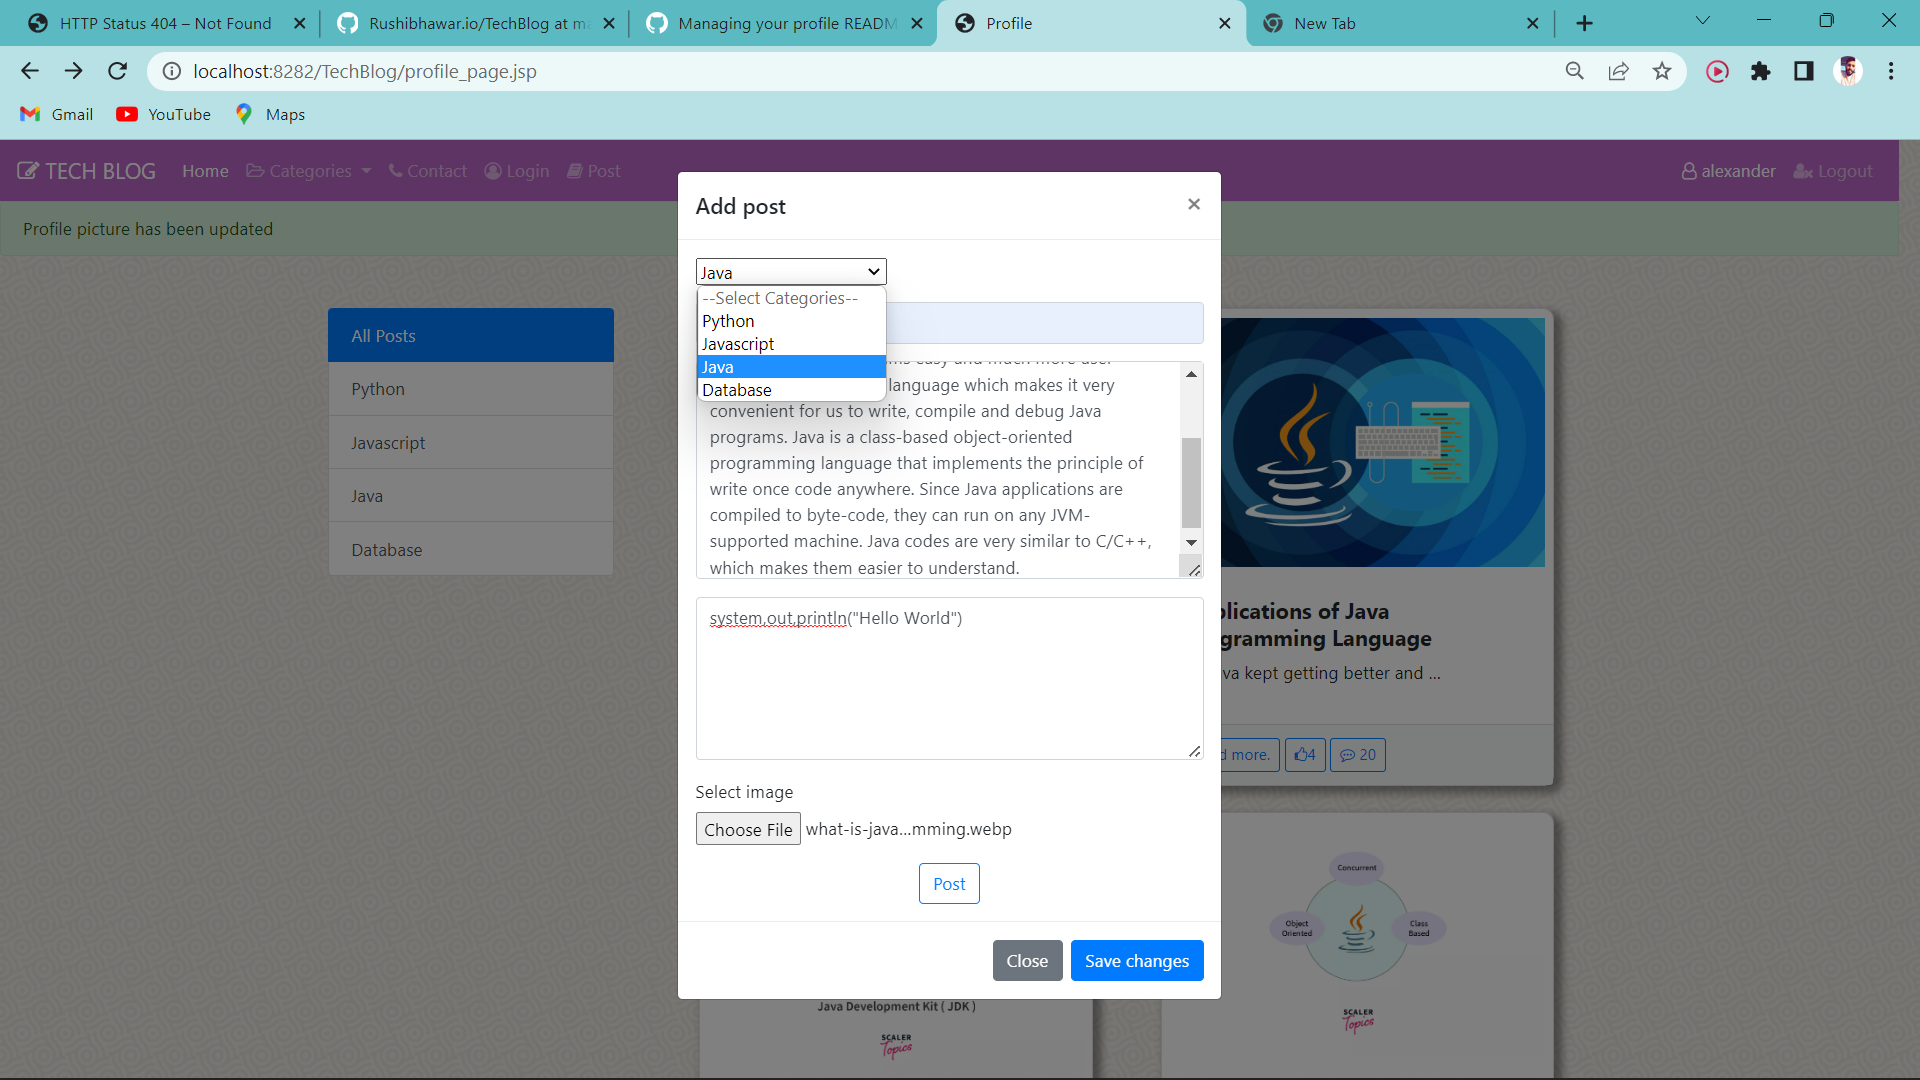 HTTP Status 404 – Not Found
Rushibhawar.io/TechBlog at ma
Managing your profile READM
Profile
New Tab
localhost:8282/TechBlog/profile_page.jsp
Gmail
YouTube
Maps
TECH BLOG
Home
Categories
Contact
Login
Post
alexander
Logout
Profile picture has been updated
All Posts
Python
Javascript
Java
Database
Add post
×
Java
--Select Categories--
Python
Javascript
Java
Database
easy and much more user
language which makes it very
convenient for us to write, compile and debug Java
programs. Java is a class-based object-oriented
programming language that implements the principle of
write once code anywhere. Since Java applications are
compiled to byte-code, they can run on any JVM-
supported machine. Java codes are very similar to C/C++,
which makes them easier to understand.
system,out,println("Hello World")
Select image
Choose File what-is-java...mming.webp
Post
Close
Save changes
lications of Java
gramming Language
va kept getting better and ...
d more.
4
20
Concurrent
Object
Oriented
Class
Based
SCALER
Topics
Java Development Kit ( JDK )
SCALER
Topics